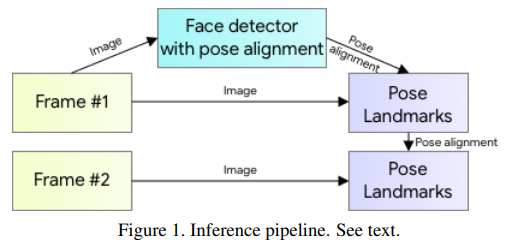 Face detector
with pose alignment
Image
Pose
alignment
Frame #1
Image
Pose
Landmarks
Pose alignment
Frame #2
Image
Pose
Landmarks
Figure 1. Inference pipeline. See text.